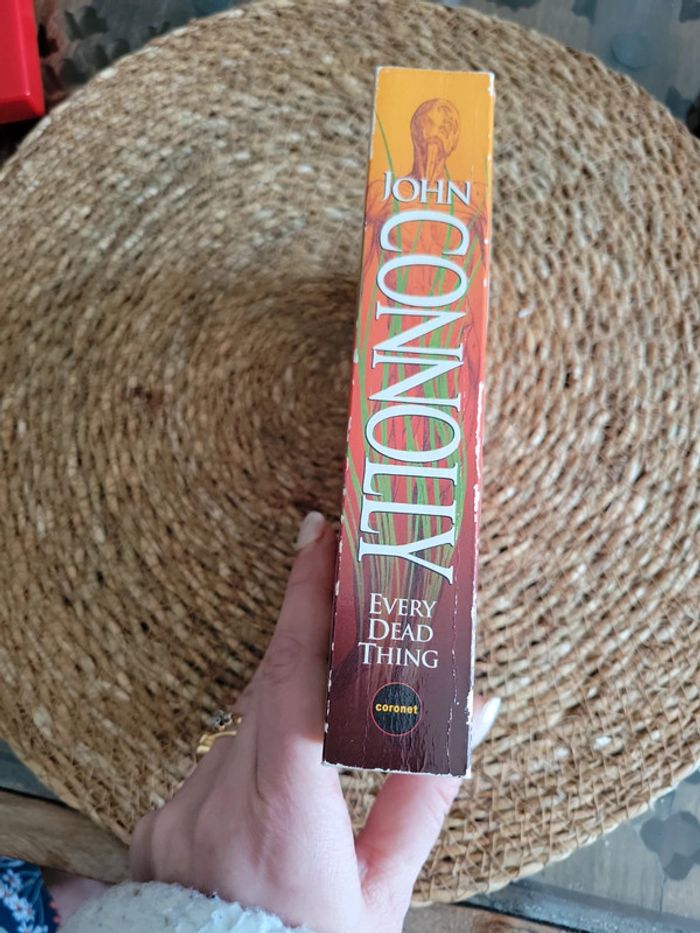 JOHN
CONNOLLY
EVERY
DEAD
THING
coronet